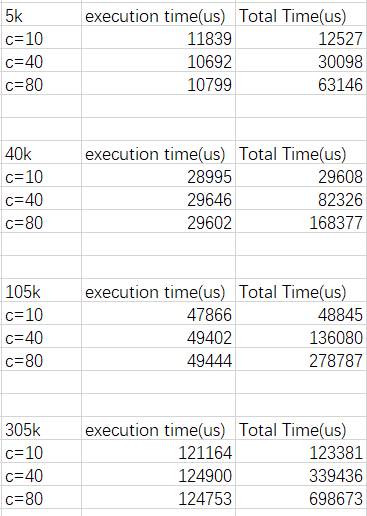 5k execution time(us) Total Time(us)
c=10 11839 12527
c=40 10692 30098
c=80 10799 63146
40k execution time(us) Total Time(us)
c=10 28995 29608
c=40 29646 82326
c=80 29602 168377
105k execution time(us) Total Time(us)
c=10 47866 48845
c=40 49402 136080
c=80 49444 278787
305k execution time(us) Total Time(us)
c=10 121164 123381
c=40 124900 339436
c=80 124753 698673